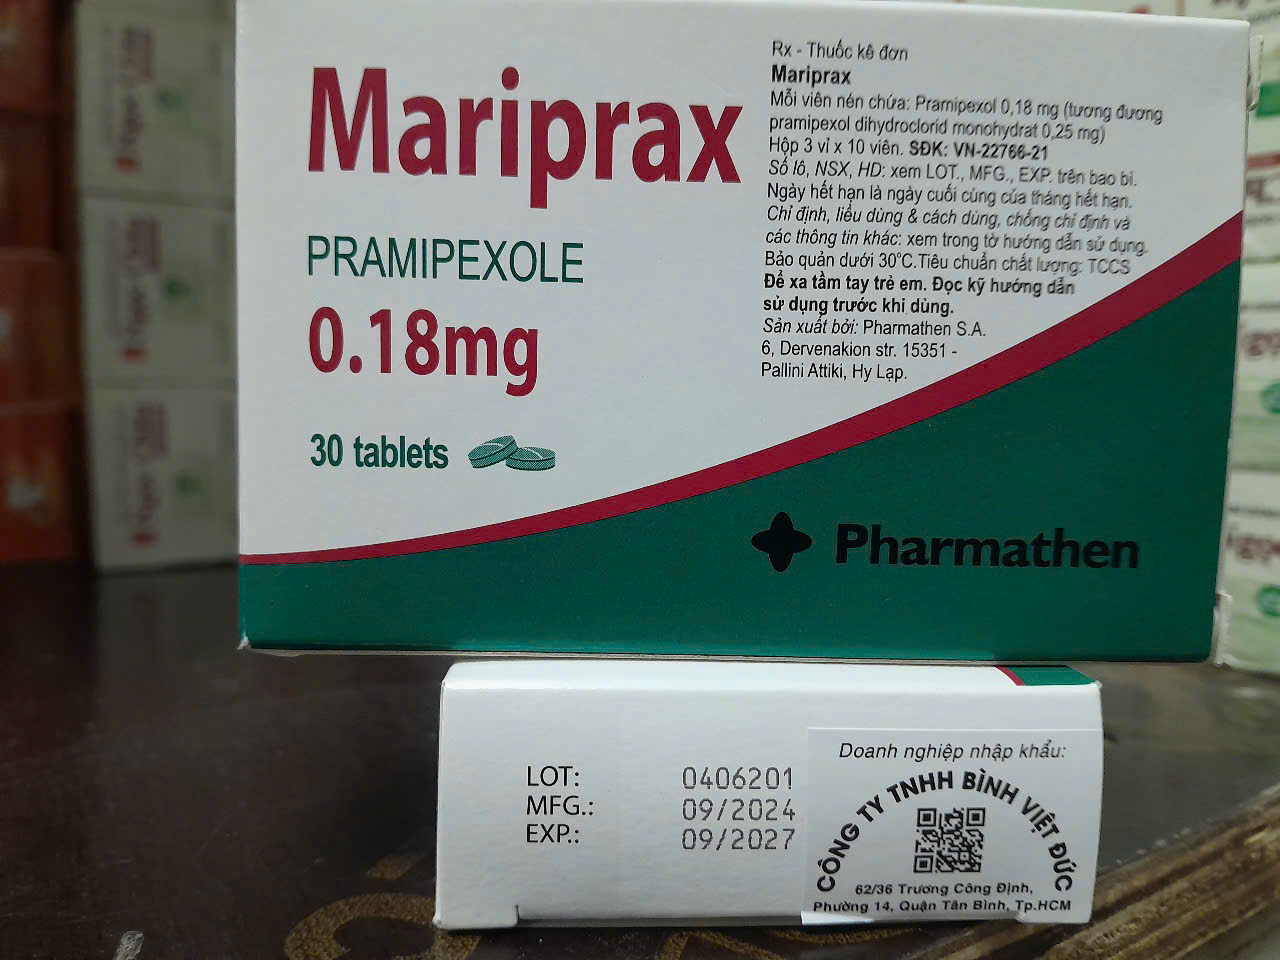 Mariprax
PRAMIPEXOLE
0.18mg
30 tablets
Rx - Thuốc kê đơn
Mariprax
Mỗi viên nén chứa: Pramipexol 0,18 mg (tương đương
pramipexol dihydroclorid monohydrat 0,25 mg)
Hộp 3 vỉ x 10 viên. SĐK: VN-22766-21
Số lô, NSX, HD: xem LOT., MFG., EXP. trên bao bì.
Ngày hết hạn là ngày cuối cùng của tháng hết hạn.
Chỉ định, liều dùng & cách dùng, chống chỉ định và
các thông tin khác: xem trong tờ hướng dẫn sử dụng.
Bảo quản dưới 30°C.Tiêu chuẩn chất lượng: TCCS
Để xa tầm tay trẻ em. Đọc kỹ hướng dẫn
sử dụng trước khi dùng.
Sản xuất bởi: Pharmathen S.A.
6, Dervenakion str. 15351 -
Pallini Attiki, Hy Lạp.
Pharmathen
LOT: 0406201
MFG.: 09/2024
EXP.: 09/2027
Doanh nghiệp nhập khẩu:
CÔNG TY TNHH BÌNH VIỆT ĐỨC
62/36 Trương Công Định,
Phường 14, Quận Tân Bình, Tp.HCM